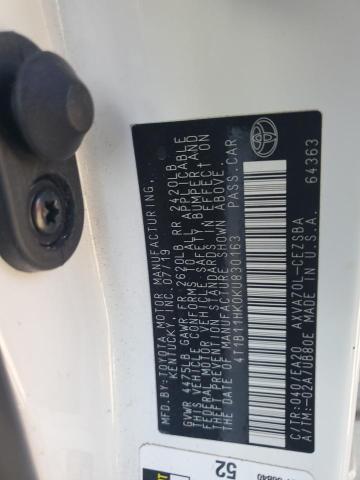 MFD. BY:
TOYOTA MOTOR MANUFACTURING,
KENTUCKY, INC. 07/19
GVWR 4475LB GAWR FR 2620LB RR 2420LB
THIS VEHICLE CONFORMS TO ALL APPLICABLE
FEDERAL MOTOR VEHICLE SAFETY, BUMPER, AND
THEFT PREVENTION STANDARDS IN EFFECT ON
THE DATE OF MANUFACTURE SHOWN ABOVE.
4T1B11HK0KU830163 PASS.CAR
C/TR:040/FA20 AXVA70L-CEZSBA
A/TM:-02A/UB80E MADE IN U.S.A.
64363
52